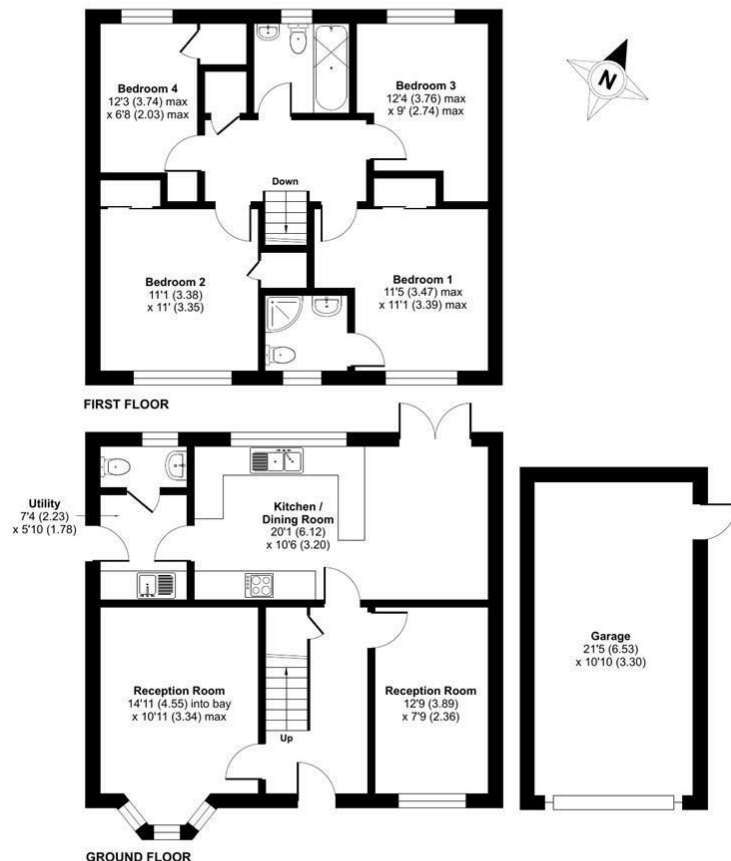 Bedroom 4
12'3 (3.74) max
x 6'8 (2.03) max
Bedroom 3
12'4 (3.76) max
x 9' (2.74) max
N
Down
Bedroom 2
11'1 (3.38)
x 11' (3.35)
Bedroom 1
11'5 (3.47) max
x 11'1 (3.39) max
FIRST FLOOR
Utility
7'4 (2.23)
x 5'10 (1.78)
Kitchen /
Dining Room
20'1 (6.12)
x 10'6 (3.20)
Garage
21'5 (6.53)
x 10'10 (3.30)
Reception Room
14'11 (4.55) into bay
x 10'11 (3.34) max
Up
Reception Room
12'9 (3.89)
x 7'9 (2.36)
GROUND FLOOR